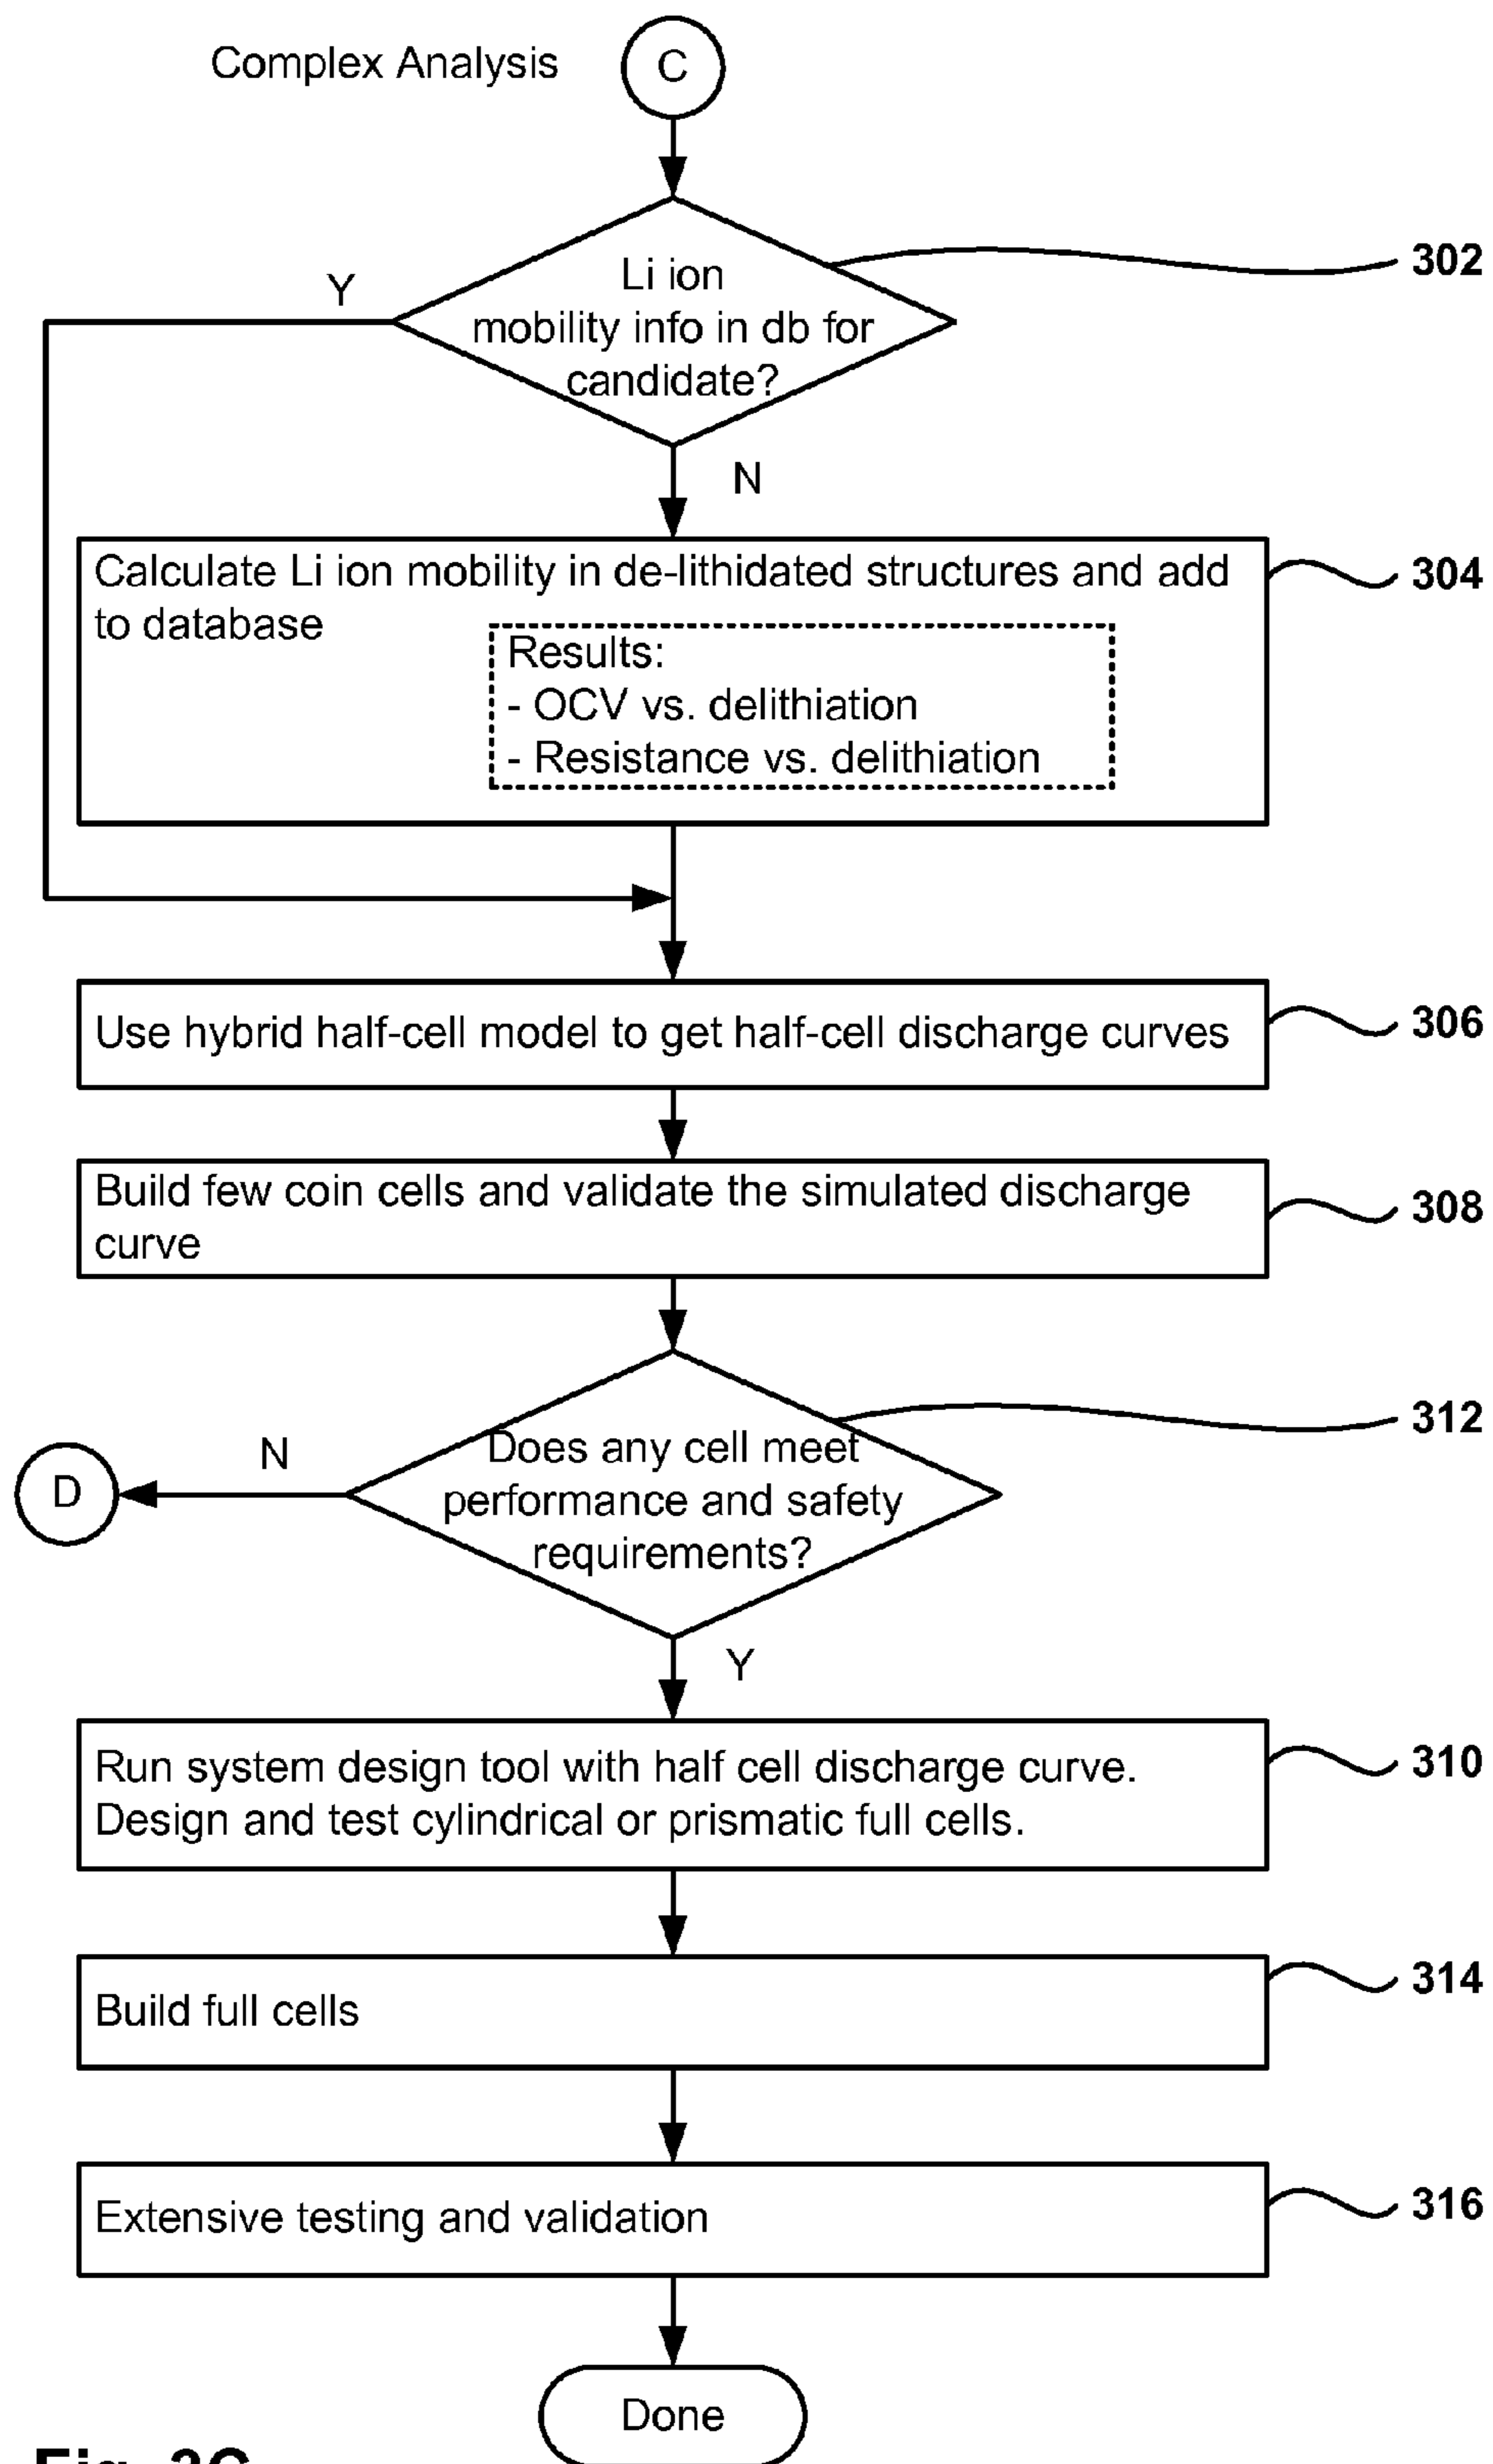 Complex Analysis
C
Li ion
mobility info in db for
candidate?
302
Y
N
Calculate Li ion mobility in de-lithidated structures and add
to database
304
Results:
- OCV vs. delithiation
- Resistance vs. delithiation
Use hybrid half-cell model to get half-cell discharge curves
306
Build few coin cells and validate the simulated discharge
curve
308
Does any cell meet
performance and safety
requirements?
312
N
D
Y
Run system design tool with half cell discharge curve.
Design and test cylindrical or prismatic full cells.
310
Build full cells
314
Extensive testing and validation
316
Done
Fig. 3C